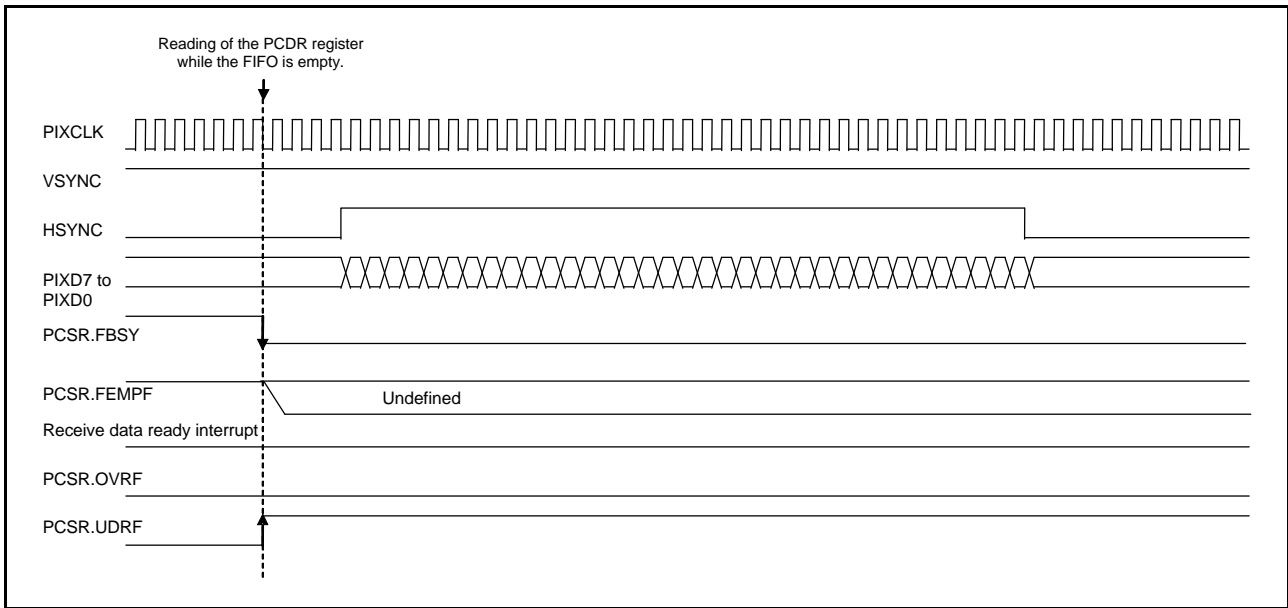 Reading of the PCDR register
while the FIFO is empty.
PIXCLK
VSYNC
HSYNC
PIXD7 to
PIXD0
PCSR.FBSY
PCSR.FEMPF
Undefined
Receive data ready interrupt
PCSR.OVRF
PCSR.UDRF